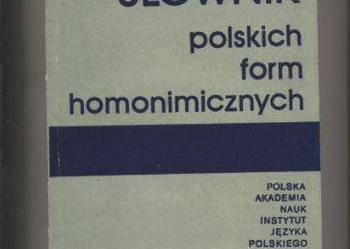 SŁOWNIK
polskich
form
homonimicznych
POLSKA
AKADEMIA
NAUK
INSTYTUT
JĘZYKA
POLSKIEGO